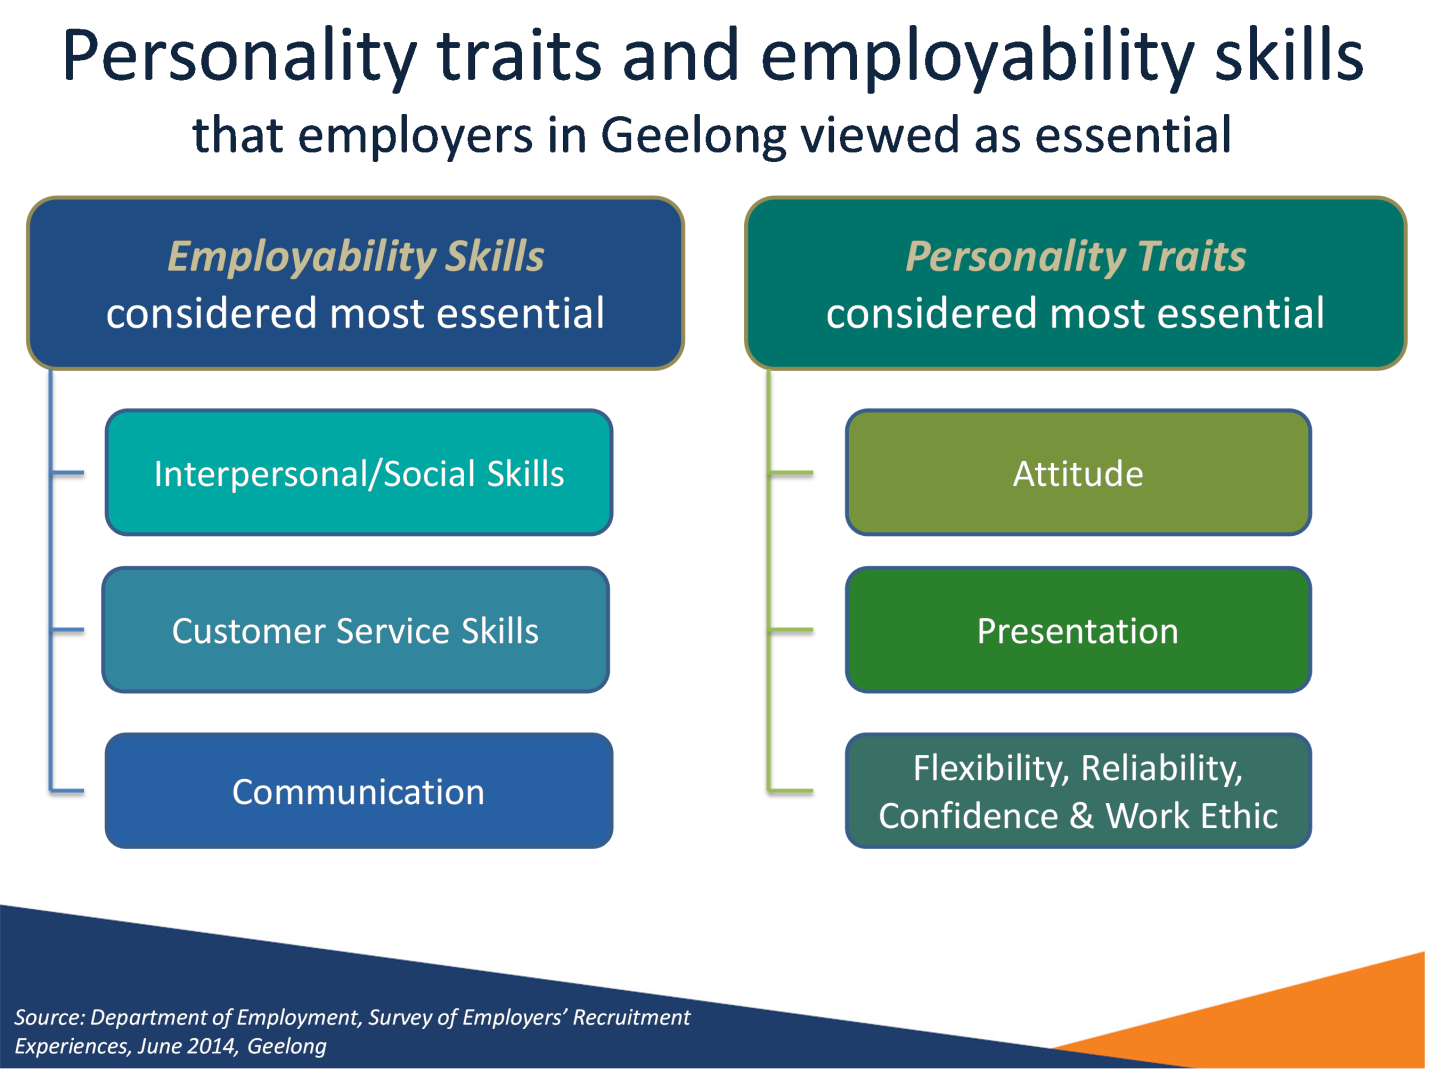 Personality traits and employability skills
that employers in Geelong viewed as essential
Employability Skills
considered most essential
Interpersonal/Social Skills
Customer Service Skills
Communication
Personality Traits
considered most essential
Attitude
Presentation
Flexibility, Reliability,
Confidence & Work Ethic
Source: Department of Employment, Survey of Employers’ Recruitment
Experiences, June 2014, Geelong